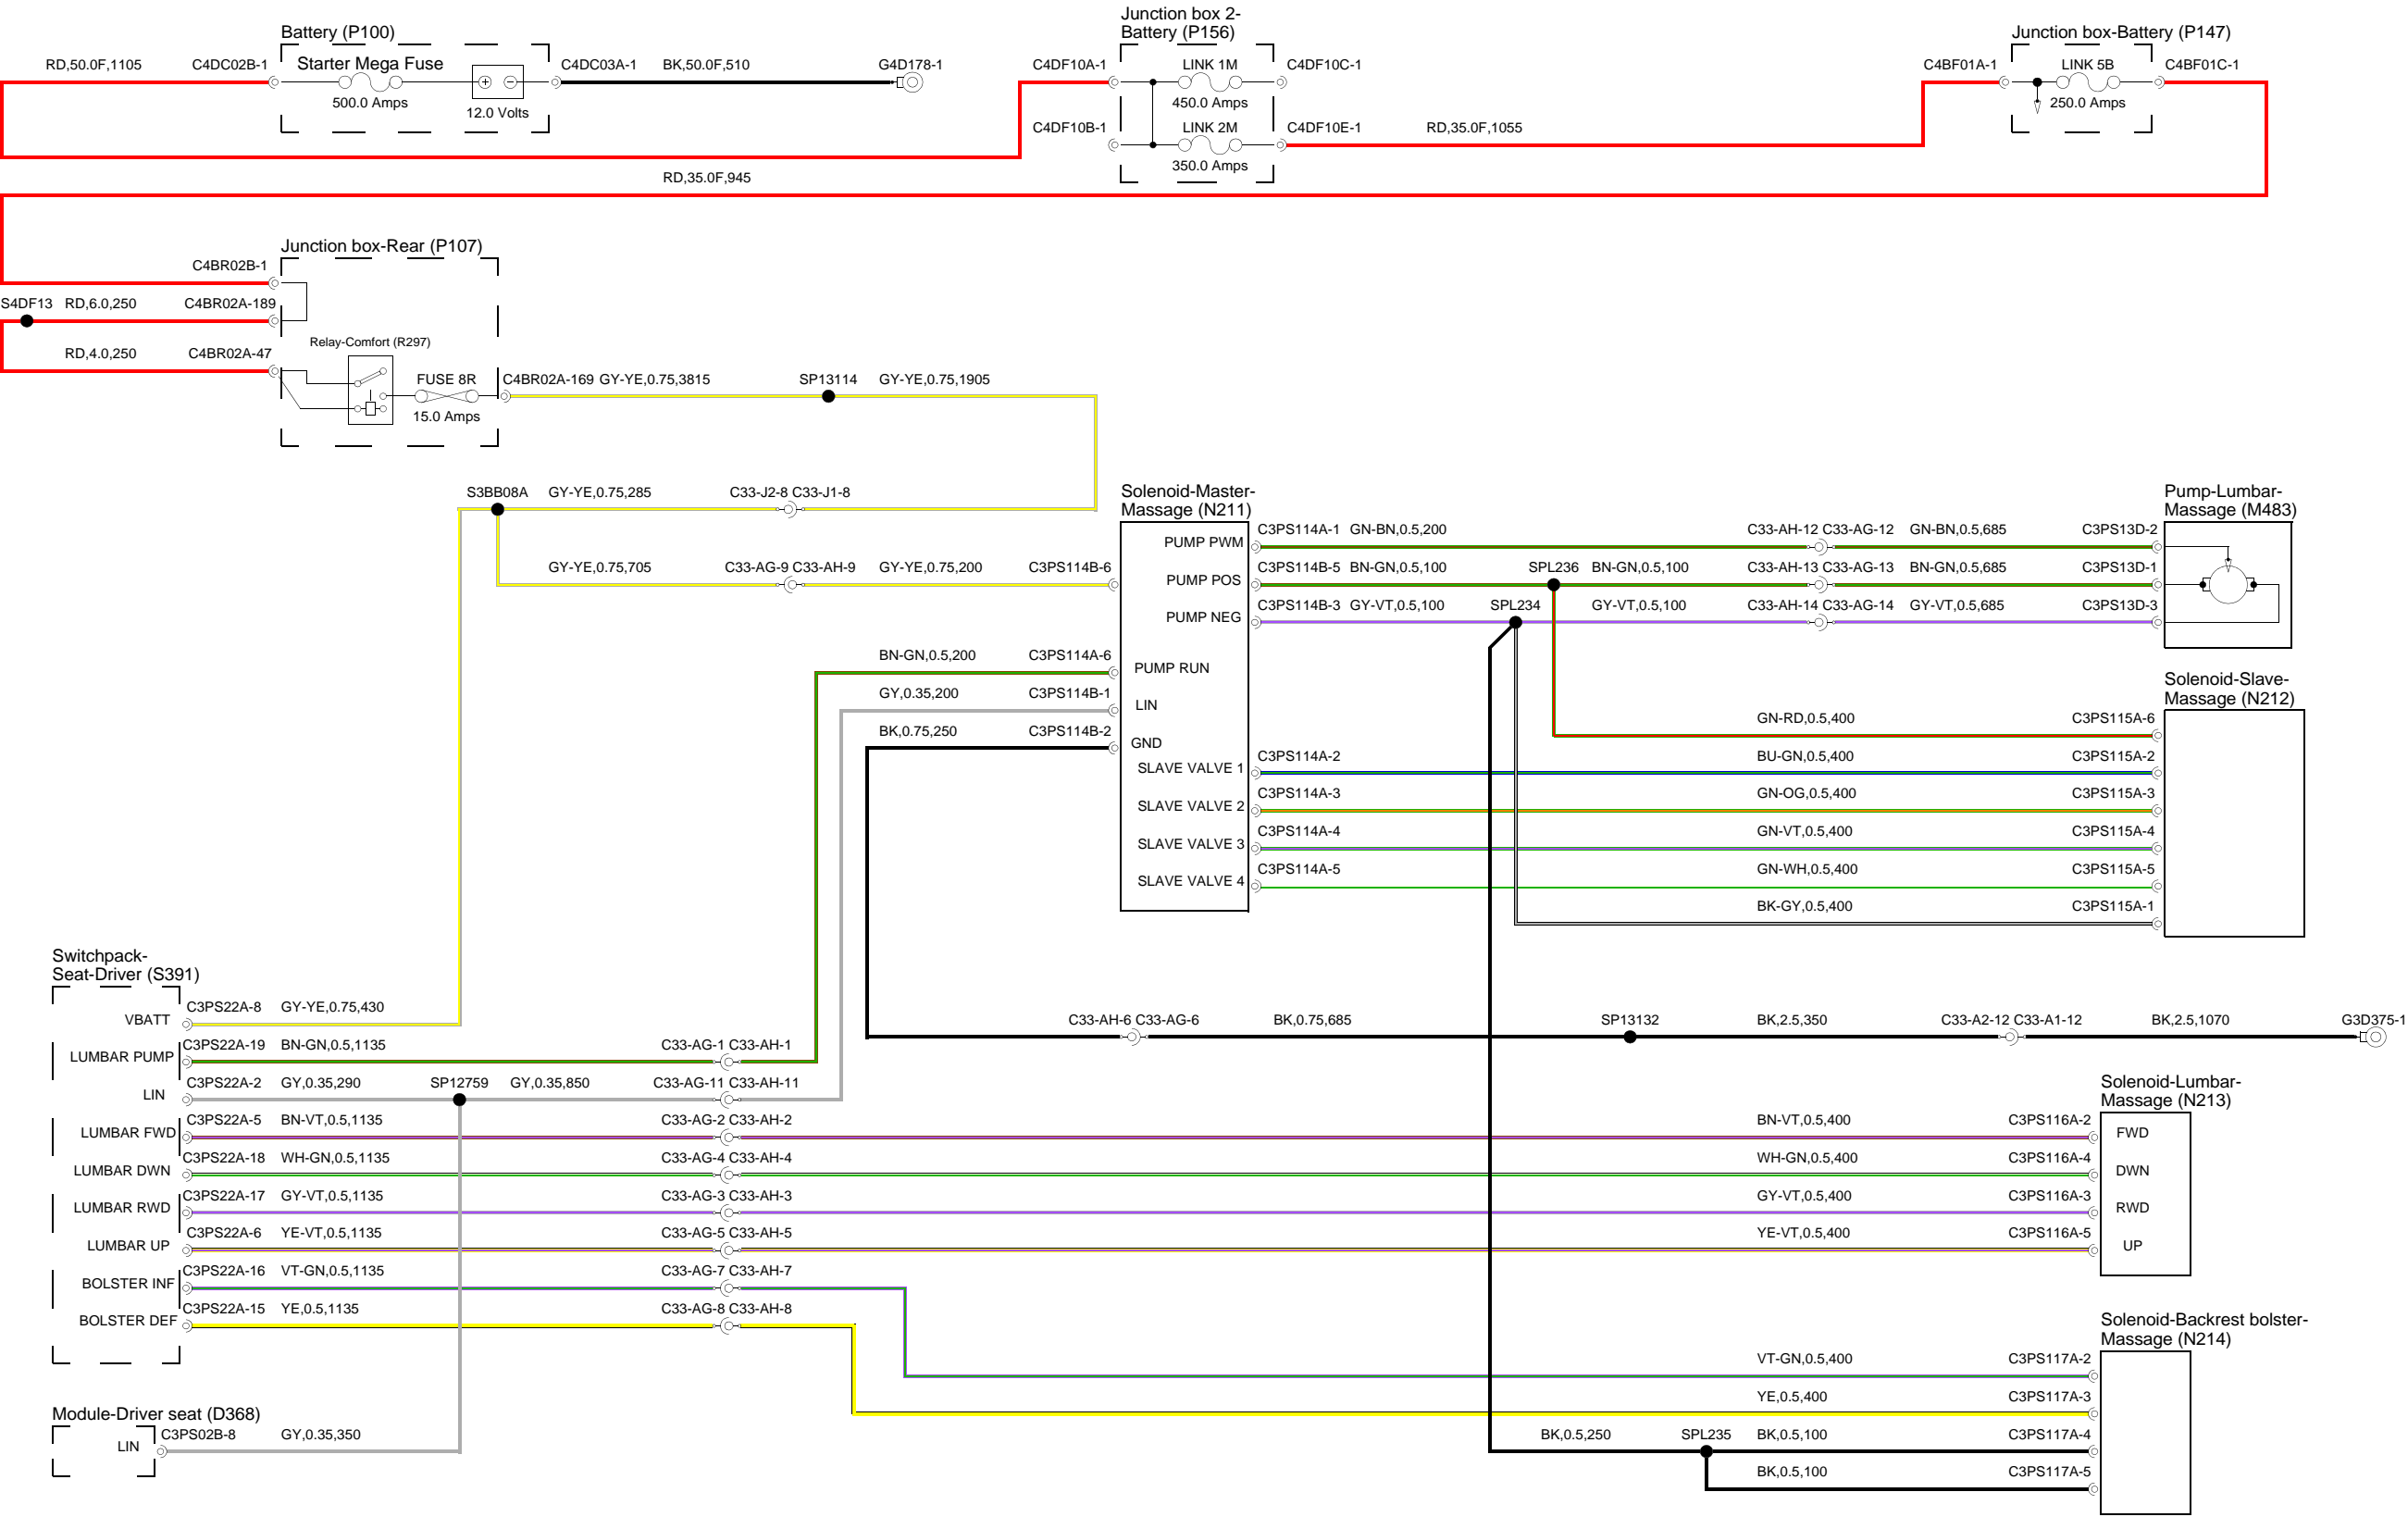 Battery (P100)
Junction box 2-
Battery (P156)
Junction box-Battery (P147)
RD,50.0F,1105
C4DC02B-1
Starter Mega Fuse
500.0 Amps
12.0 Volts
C4DC03A-1
BK,50.0F,510
G4D178-1
C4DF10A-1
LINK 1M
450.0 Amps
C4DF10C-1
C4DF10B-1
LINK 2M
350.0 Amps
C4DF10E-1
RD,35.0F,1055
C4BF01A-1
LINK 5B
250.0 Amps
C4BF01C-1
RD,35.0F,945
Junction box-Rear (P107)
C4BR02B-1
S4DF13
RD,6.0,250
C4BR02A-189
RD,4.0,250
C4BR02A-47
Relay-Comfort (R297)
FUSE 8R
15.0 Amps
C4BR02A-169
GY-YE,0.75,3815
SP13114
GY-YE,0.75,1905
S3BB08A
GY-YE,0.75,285
C33-J2-8 C33-J1-8
GY-YE,0.75,705
C33-AG-9 C33-AH-9
GY-YE,0.75,200
C3PS114B-6
Solenoid-Master-
Massage (N211)
PUMP PWM
PUMP POS
PUMP NEG
PUMP RUN
LIN
GND
SLAVE VALVE 1
SLAVE VALVE 2
SLAVE VALVE 3
SLAVE VALVE 4
C3PS114A-1
GN-BN,0.5,200
C33-AH-12 C33-AG-12
GN-BN,0.5,685
C3PS13D-2
C3PS114B-5
BN-GN,0.5,100
SPL236
BN-GN,0.5,100
C33-AH-13 C33-AG-13
BN-GN,0.5,685
C3PS13D-1
C3PS114B-3
GY-VT,0.5,100
SPL234
GY-VT,0.5,100
C33-AH-14 C33-AG-14
GY-VT,0.5,685
C3PS13D-3
Pump-Lumbar-
Massage (M483)
BN-GN,0.5,200
C3PS114A-6
GY,0.35,200
C3PS114B-1
BK,0.75,250
C3PS114B-2
Solenoid-Slave-
Massage (N212)
GN-RD,0.5,400
C3PS115A-6
C3PS114A-2
BU-GN,0.5,400
C3PS115A-2
C3PS114A-3
GN-OG,0.5,400
C3PS115A-3
C3PS114A-4
GN-VT,0.5,400
C3PS115A-4
C3PS114A-5
GN-WH,0.5,400
C3PS115A-5
BK-GY,0.5,400
C3PS115A-1
Switchpack-
Seat-Driver (S391)
VBATT
C3PS22A-8
GY-YE,0.75,430
C33-AH-6 C33-AG-6
BK,0.75,685
SP13132
BK,2.5,350
C33-A2-12 C33-A1-12
BK,2.5,1070
G3D375-1
LUMBAR PUMP
C3PS22A-19
BN-GN,0.5,1135
C33-AG-1 C33-AH-1
LIN
C3PS22A-2
GY,0.35,290
SP12759
GY,0.35,850
C33-AG-11 C33-AH-11
Solenoid-Lumbar-
Massage (N213)
LUMBAR FWD
C3PS22A-5
BN-VT,0.5,1135
C33-AG-2 C33-AH-2
BN-VT,0.5,400
C3PS116A-2
FWD
LUMBAR DWN
C3PS22A-18
WH-GN,0.5,1135
C33-AG-4 C33-AH-4
WH-GN,0.5,400
C3PS116A-4
DWN
LUMBAR RWD
C3PS22A-17
GY-VT,0.5,1135
C33-AG-3 C33-AH-3
GY-VT,0.5,400
C3PS116A-3
RWD
LUMBAR UP
C3PS22A-6
YE-VT,0.5,1135
C33-AG-5 C33-AH-5
YE-VT,0.5,400
C3PS116A-5
UP
BOLSTER INF
C3PS22A-16
VT-GN,0.5,1135
C33-AG-7 C33-AH-7
BOLSTER DEF
C3PS22A-15
YE,0.5,1135
C33-AG-8 C33-AH-8
Solenoid-Backrest bolster-
Massage (N214)
VT-GN,0.5,400
C3PS117A-2
YE,0.5,400
C3PS117A-3
Module-Driver seat (D368)
LIN
C3PS02B-8
GY,0.35,350
BK,0.5,250
SPL235
BK,0.5,100
C3PS117A-4
BK,0.5,100
C3PS117A-5